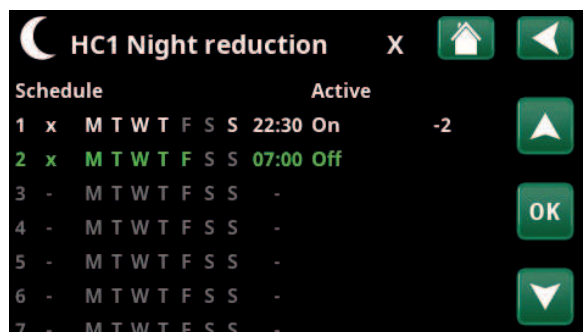 HC1 Night reduction X
Schedule Active
1 x M T W T F S S 22:30 On -2
2 x M T W T F S S 07:00 Off
3 - M T W T F S S -
4 - M T W T F S S -
OK
5 - M T W T F S S -
6 - M T W T F S S -
7 M T W T F S S